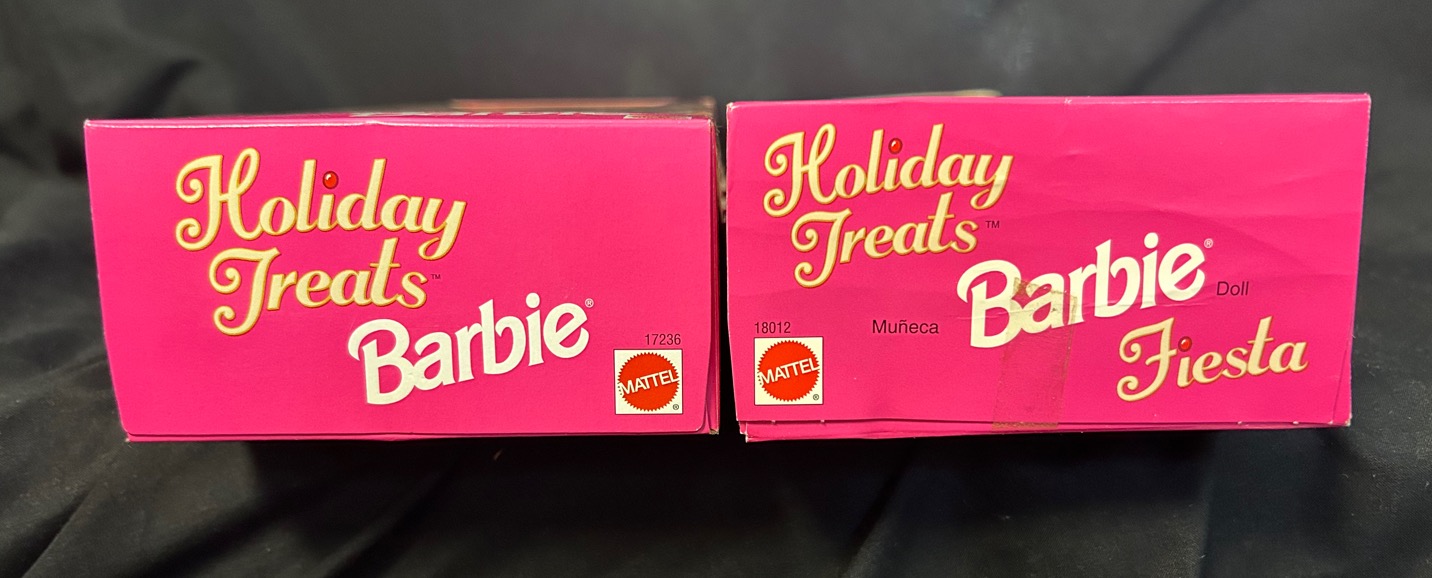 Holiday
Treats™
Barbie®
17236
MATTEL®
Holiday
Treats™
Barbie® Doll
18012
Muñeca
Fiesta
MATTEL®